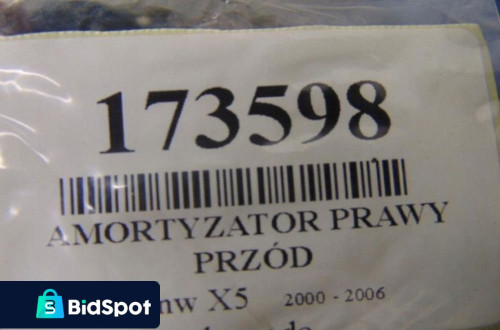 173598
AMORTYZATOR PRAWY
PRZÓD
X5 2000 - 2006
BidSpot